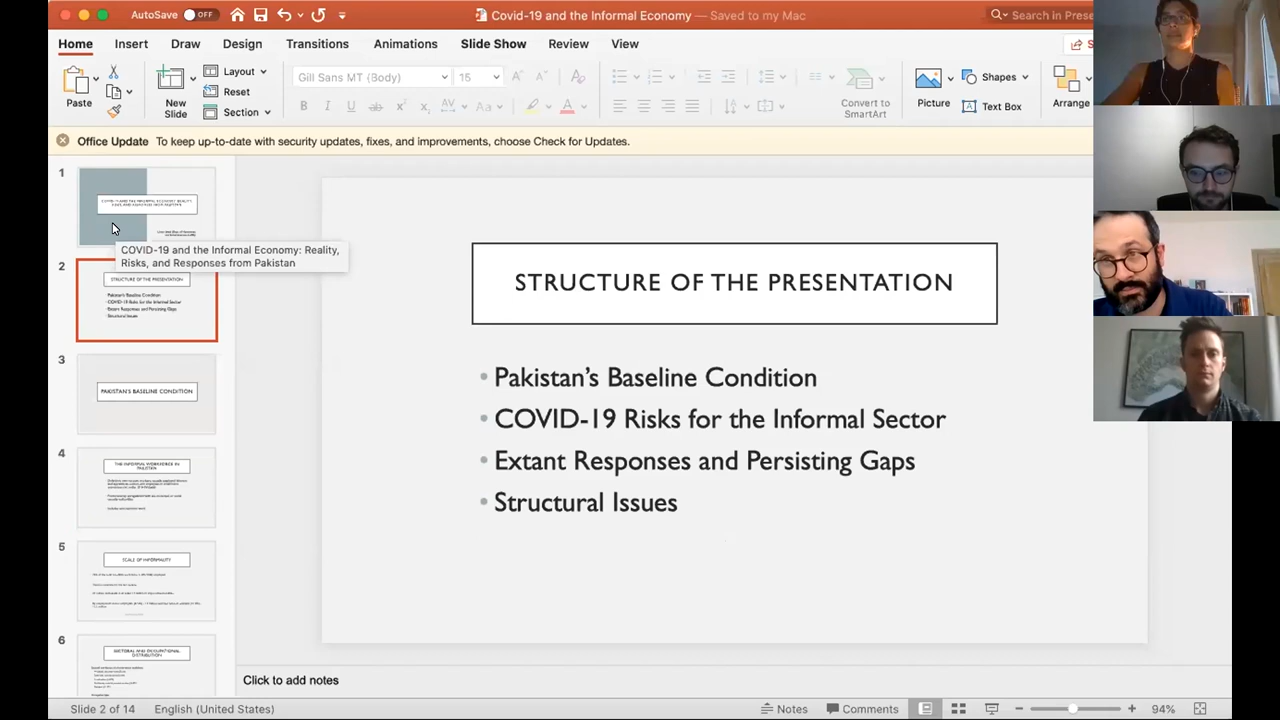 AutoSave OFF
Covid-19 and the Informal Economy — Saved to my Mac
Search in Prese
Home Insert Draw Design Transitions Animations Slide Show Review View
Paste
New
Slide
Layout
Reset
Section
Gill Sans MT (Body)
Convert to
SmartArt
Picture
Shapes
Text Box
Arrange
Office Update To keep up-to-date with security updates, fixes, and improvements, choose Check for Updates.
1
COVID-19 and the Informal Economy: Reality,
Risks, and Responses from Pakistan
2
STRUCTURE OF THE PRESENTATION
Pakistan's Baseline Condition
COVID-19 Risks for the Informal Sector
Extant Responses and Persisting Gaps
Structural Issues
3
PAKISTAN'S BASELINE CONDITION
4
THE INFORMAL WORKFORCE IN
PAKISTAN
5
SCALE OF INFORMALITY
6
SECTORAL AND OCCUPATIONAL
DISTRIBUTION
STRUCTURE OF THE PRESENTATION
• Pakistan's Baseline Condition
• COVID-19 Risks for the Informal Sector
• Extant Responses and Persisting Gaps
• Structural Issues
Click to add notes
Slide 2 of 14 English (United States)
Notes Comments 94%